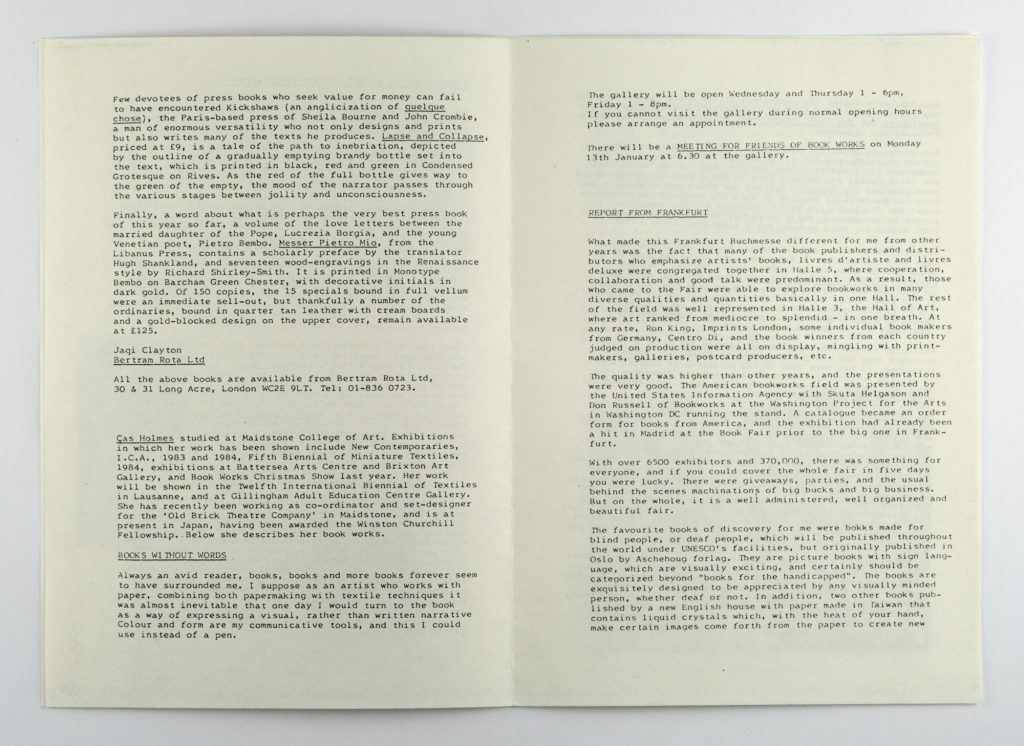 Few devotees of press books who seek value for money can fail
to have encountered Kickshaws (an anglicization of quelque
chose), the Paris-based press of Sheila Bourne and John Crombie,
a man of enormous versatility who not only designs and prints
but also writes many of the texts he produces. Lapse and Collapse,
priced at £9, is a tale of the path to inebriation, depicted
by the outline of a gradually emptying brandy bottle set into
the text, which is printed in black, red and green in Condensed
Grotesque on Rives. As the red of the full bottle gives way to
the green of the empty, the mood of the narrator passes through
the various stages between jollity and unconsciousness.
Finally, a word about what is perhaps the very best press book
of this year so far, a volume of the love letters between the
married daughter of the Pope, Lucrezia Borgia, and the young
Venetian poet, Pietro Bembo. Messer Pietro Mio, from the
Libanus Press, contains a scholarly preface by the translator
Hugh Shankland, and seventeen wood-engravings in the Renaissance
style by Richard Shirley-Smith. It is printed in Monotype
Bembo on Barcham Green Chester, with decorative initials in
dark gold. Of 150 copies, the 15 specials bound in full vellum
were an immediate sell-out, but thankfully a number of the
ordinaries, bound in quarter tan leather with cream boards
and a gold-blocked design on the upper cover, remain available
at £125.
Jaqi Clayton
Bertram Rota Ltd
All the above books are available from Bertram Rota Ltd,
30 & 31 Long Acre, London WC2E 9LT. Tel: 01-836 0723.
Cas Holmes studied at Maidstone College of Art. Exhibitions
in which her work has been shown include New Contemporaries,
I.C.A., 1983 and 1984, Fifth Biennial of Miniature Textiles,
1984, exhibitions at Battersea Arts Centre and Brixton Art
Gallery, and Book Works Christmas Show last year. Her work
will be shown in the Twelfth International Biennial of Textiles
in Lausanne, and at Gillingham Adult Education Centre Gallery.
She has recently been working as co-ordinator and set-designer
for the 'Old Brick Theatre Company' in Maidstone, and is at
present in Japan, having been awarded the Winston Churchill
Fellowship. Below she describes her book works.
BOOKS WITHOUT WORDS
Always an avid reader, books, books and more books forever seem
to have surrounded me. I suppose as an artist who works with
paper, combining both papermaking with textile techniques it
was almost inevitable that one day I would turn to the book
as a way of expressing a visual, rather than written narrative
Colour and form are my communicative tools, and this I could
use instead of a pen.
The gallery will be open Wednesday and Thursday 1 - 6pm,
Friday 1 - 8pm.
If you cannot visit the gallery during normal opening hours
please arrange an appointment.
There will be a MEETING FOR FRIENDS OF BOOK WORKS on Monday
13th January at 6.30 at the gallery.
REPORT FROM FRANKFURT
What made this Frankfurt Buchmesse different for me from other
years was the fact that many of the book publishers and distri-
butors who emphasize artists' books, livres d'artiste and livres
deluxe were congregated together in Halle 5, where cooperation,
collaboration and good talk were predominant. As a result, those
who came to the Fair were able to explore bookworks in many
diverse qualities and quantities basically in one Hall. The rest
of the field was well represented in Halle 3, the Hall of Art,
where art ranked from mediocre to splendid - in one breath. At
any rate, Ron King, Imprints London, some individual book makers
from Germany, Centro Di, and the book winners from each country
judged on production were all on display, mingling with print-
makers, galleries, postcard producers, etc.
The quality was higher than other years, and the presentations
were very good. The American bookworks field was presented by
the United States Information Agency with Skuta Helgason and
Don Russell of Bookworks at the Washington Project for the Arts
in Washington DC running the stand. A catalogue became an order
form for books from America, and the exhibition had already been
a hit in Madrid at the Book Fair prior to the big one in Frank-
furt.
With over 6500 exhibitors and 370,000, there was something for
everyone, and if you could cover the whole fair in five days
you were lucky. There were giveaways, parties, and the usual
behind the scenes machinations of big bucks and big business.
But on the whole, it is a well administered, well organized and
beautiful fair.
The favourite books of discovery for me were bokks made for
blind people, or deaf people, which will be published throughout
the world under UNESCO's facilities, but originally published in
Oslo by Aschehoug forlag. They are picture books with sign lang-
uage, which are visually exciting, and certainly should be
categorized beyond "books for the handicapped". The books are
exquisitely designed to be appreciated by any visually minded
person, whether deaf or not. In addition, two other books pub-
lished by a new English house with paper made in Taiwan that
contains liquid crystals which, with the heat of your hand,
make certain images come forth from the paper to create new